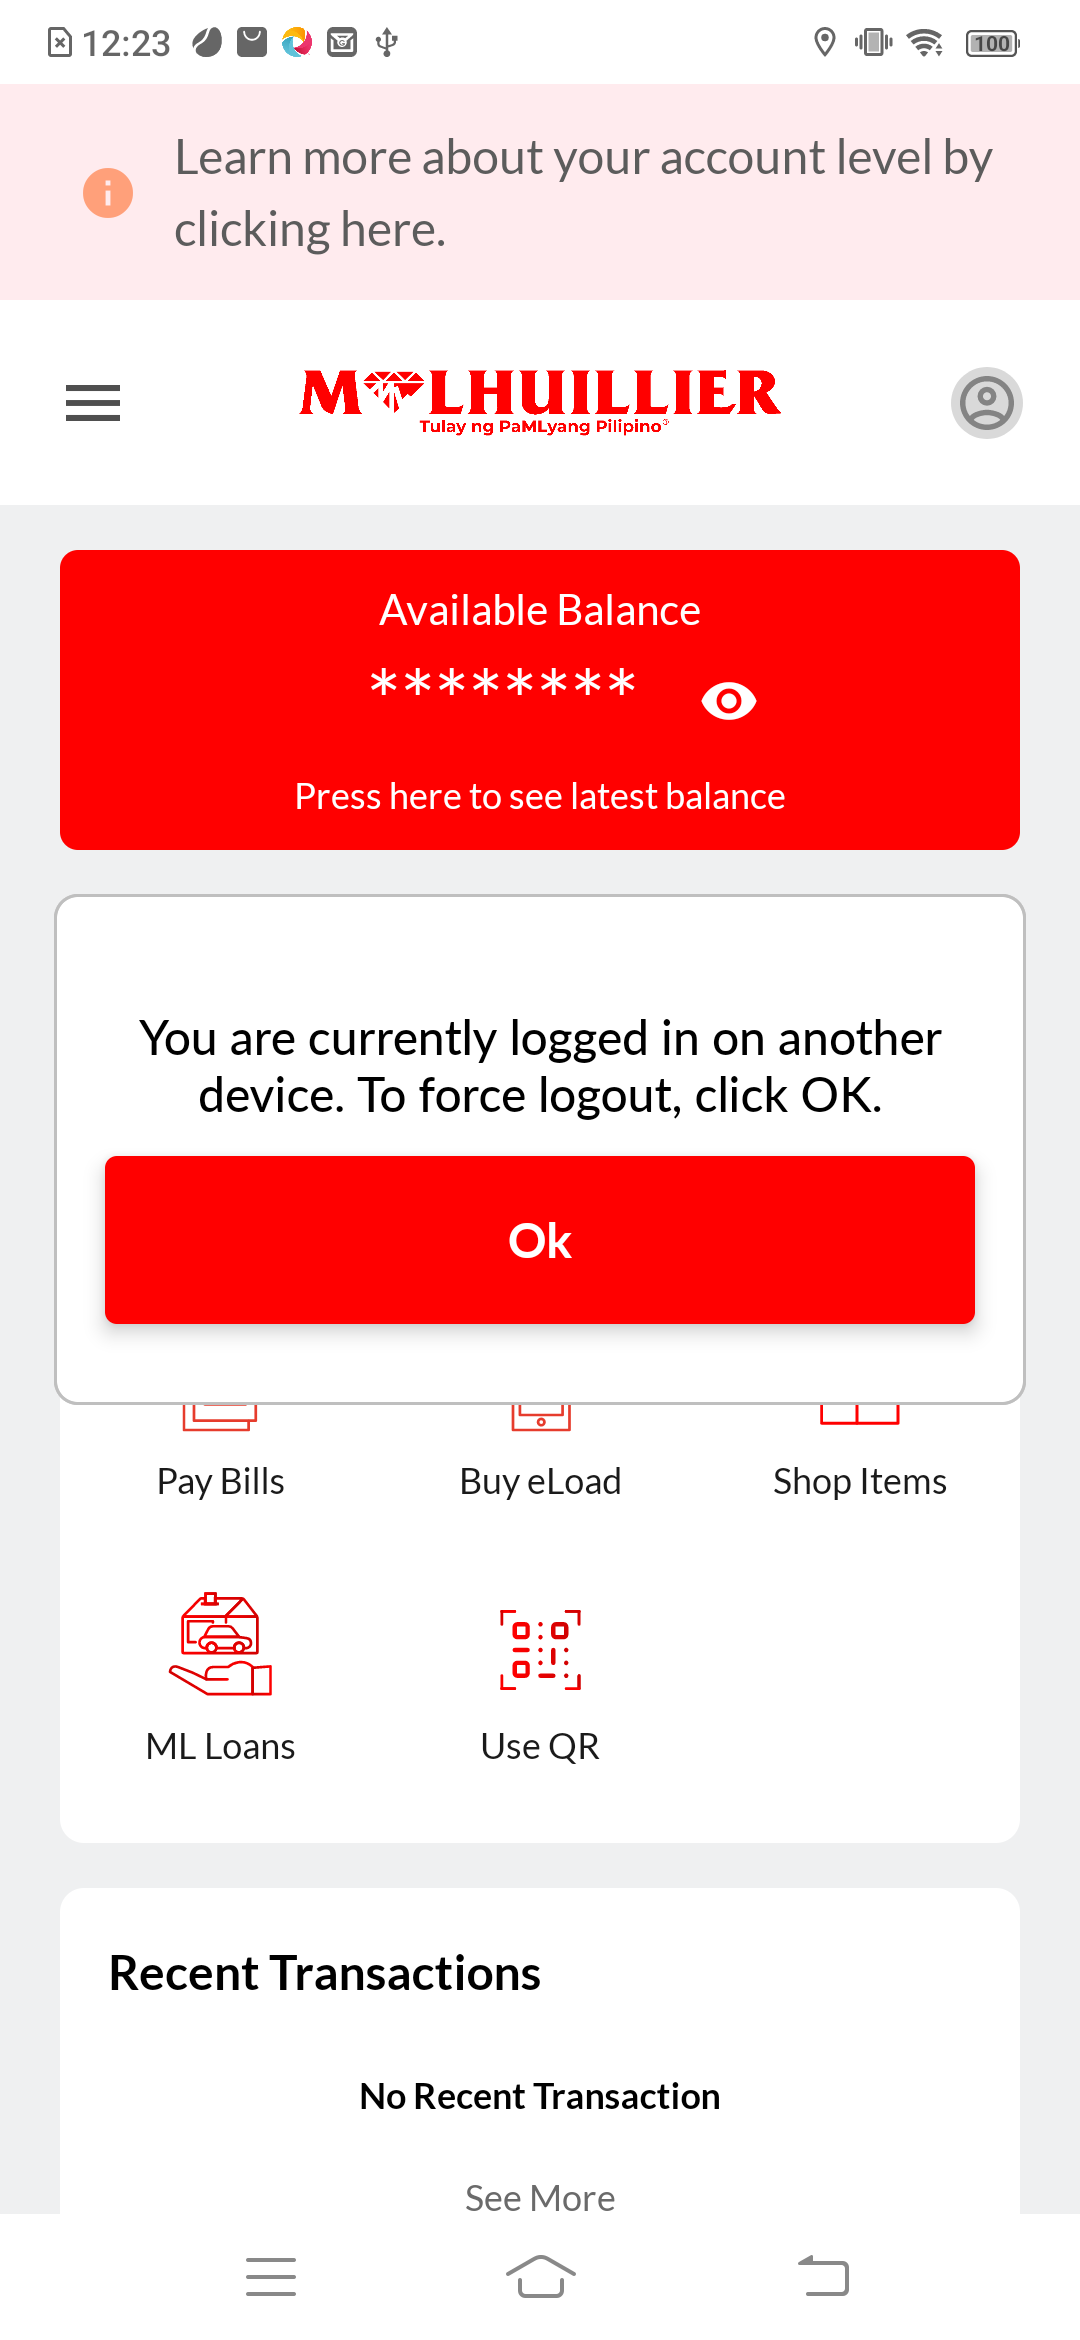 12:23
100
Learn more about your account level by
clicking here.
M LHUILLIER
Tulay ng PaMLyang Pilipino
Available Balance
********
Press here to see latest balance
You are currently logged in on another
device. To force logout, click OK.
Ok
Pay Bills
Buy eLoad
Shop Items
ML Loans
Use QR
Recent Transactions
No Recent Transaction
See More